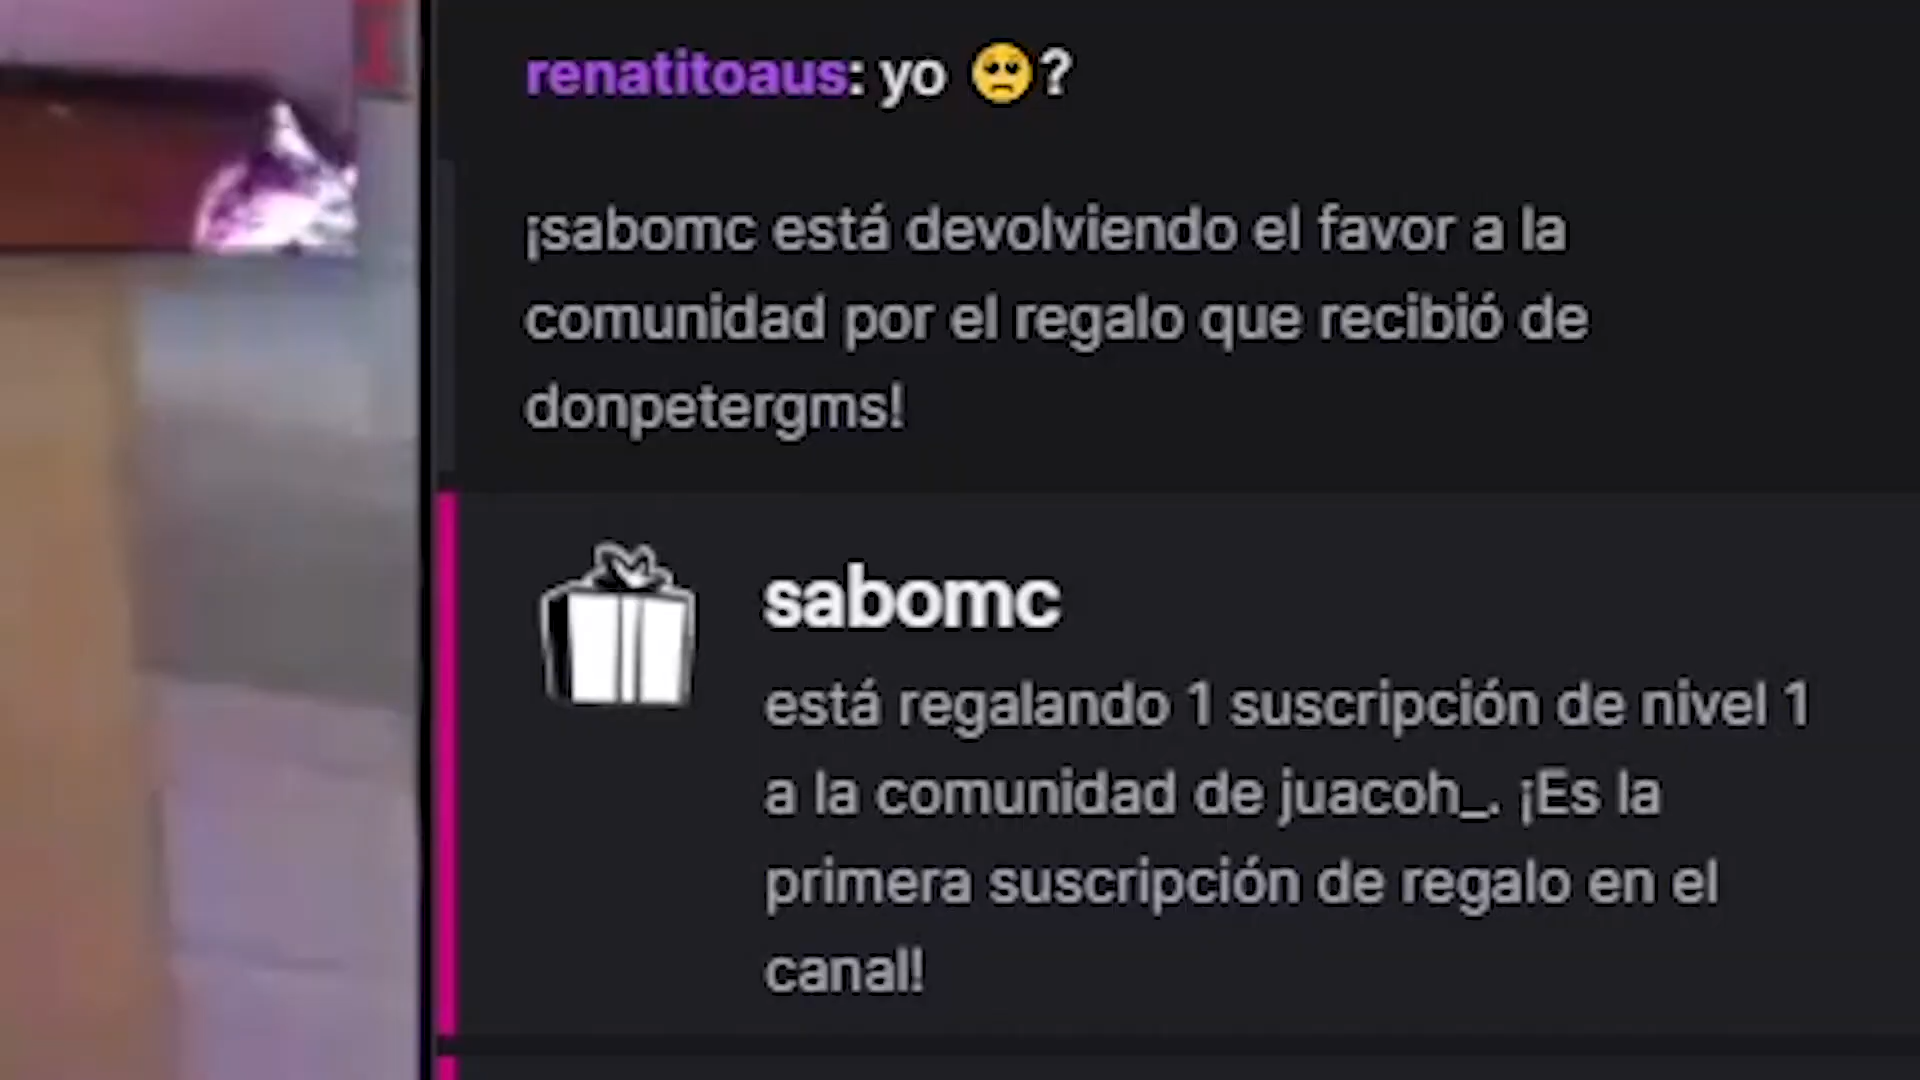 renatitoaus: yo 🥺?
¡sabomc está devolviendo el favor a la
comunidad por el regalo que recibió de
donpetergms!
sabomc
está regalando 1 suscripción de nivel 1
a la comunidad de juacoh_. ¡Es la
primera suscripción de regalo en el
canal!